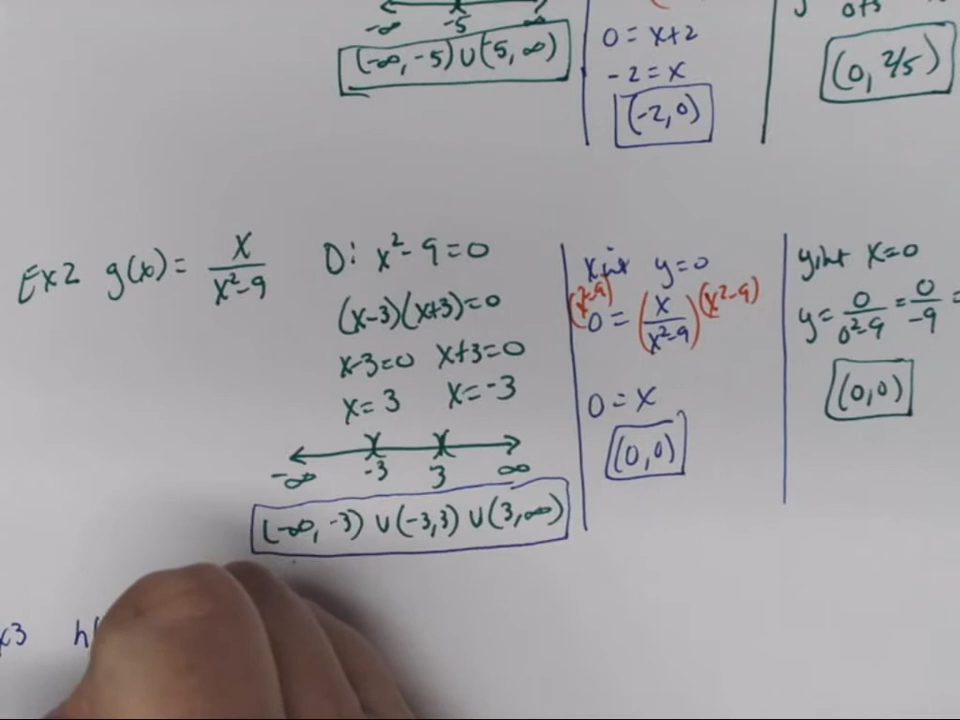 -∞ -5 ∞
(-∞, -5) ∪ (5, ∞)
0 = x+2
-2 = x
(-2, 0)
(0, 2/5)
Ex2 g(x) = x / x²-9
D: x² - 9 = 0
(x-3)(x+3) = 0
x-3=0 x+3=0
x = 3 x = -3
-∞ -3 3 ∞
(-∞, -3) ∪ (-3, 3) ∪ (3, ∞)
x int y = 0
(x²-9) 0 = (x / x²-9) (x²-9)
0 = x
(0, 0)
y int x = 0
y = 0 / 0²-9 = 0 / -9 =
(0, 0)
x3 h(